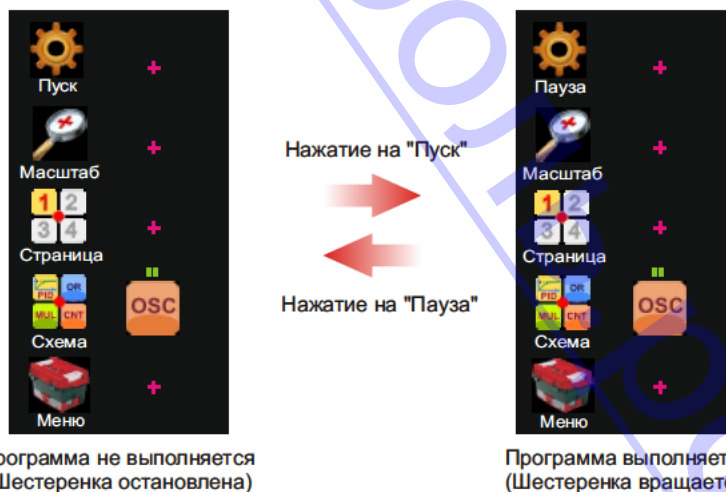 Пуск
Масштаб
1 2
3 4
Страница
PID OR
MUL CNT
OSC
Схема
Меню
Нажатие на "Пуск"
Нажатие на "Пауза"
Пауза
Масштаб
1 2
3 4
Страница
PID OR
MUL CNT
OSC
Схема
Меню
рограмма не выполняется
Шестеренка остановлена)
Программа выполняет
(Шестеренка вращает